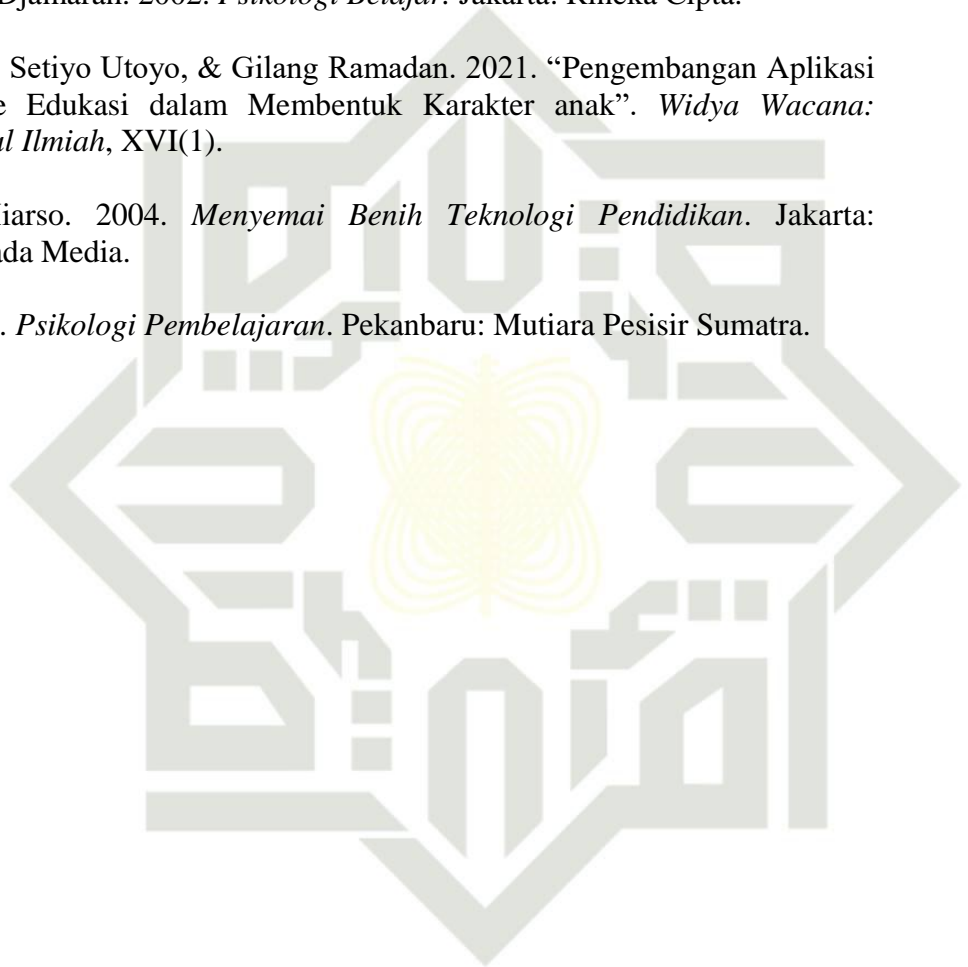 Djamarah. 2002. Psikologi Belajar. Jakarta: Rineka Cipta.
Setiyo Utoyo, & Gilang Ramadan. 2021. “Pengembangan Aplikasi
e Edukasi dalam Membentuk Karakter anak”. Widya Wacana:
al Ilmiah, XVI(1).
iarso. 2004. Menyemai Benih Teknologi Pendidikan. Jakarta:
ada Media.
. Psikologi Pembelajaran. Pekanbaru: Mutiara Pesisir Sumatra.